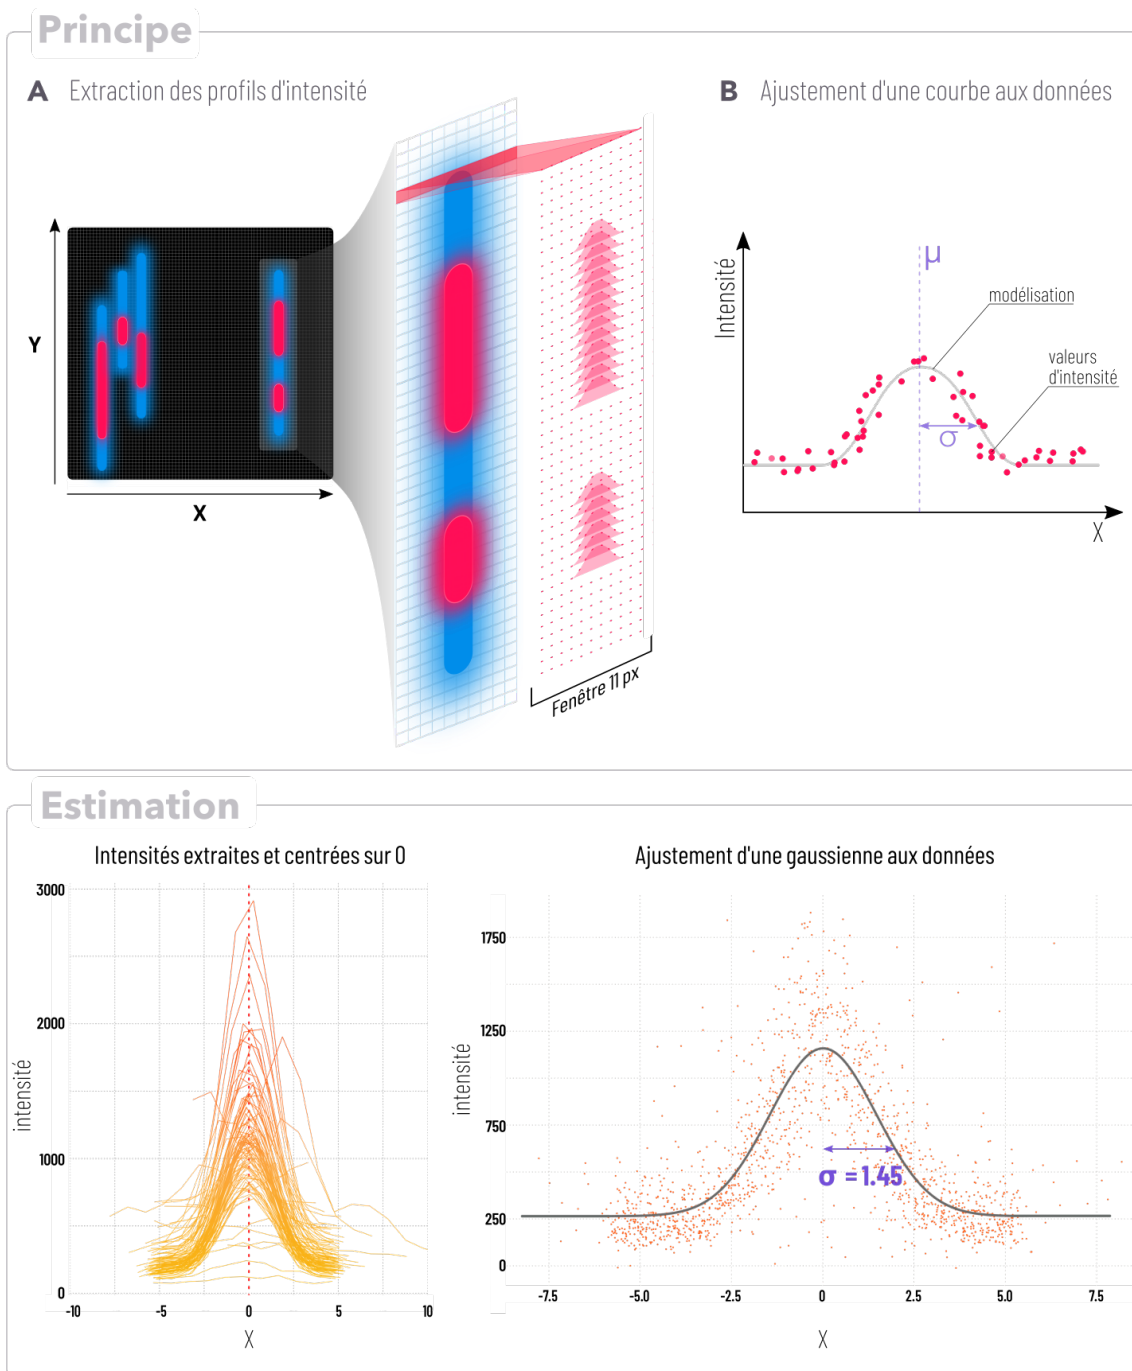 Principe
A Extraction des profils d'intensité
B Ajustement d'une courbe aux données
Y
X
Fenêtre 11 px
Intensité
μ
modélisation
valeurs
d'intensité
σ
X
Estimation
Intensités extraites et centrées sur 0
3000
2000
1000
0
intensité
-10 -5 0 5 10
X
Ajustement d'une gaussienne aux données
1750
1250
750
250
0
intensité
σ = 1.45
-7.5 -5.0 -2.5 0 2.5 5.0 7.5
X